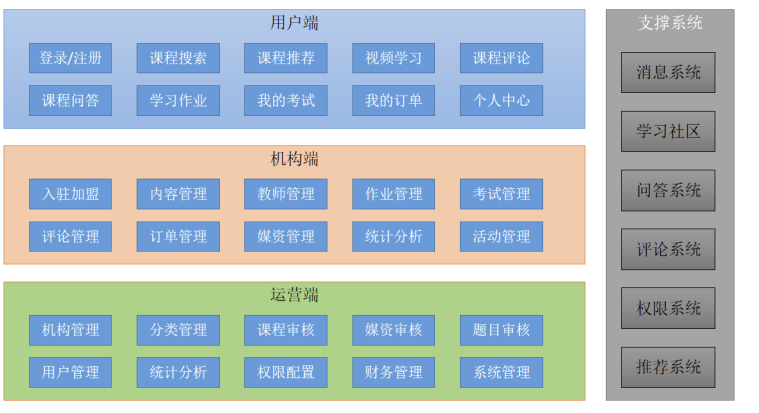 用户端
登录/注册 课程搜索 课程推荐 视频学习 课程评论
课程问答 学习作业 我的考试 我的订单 个人中心
机构端
入驻加盟 内容管理 教师管理 作业管理 考试管理
评论管理 订单管理 媒资管理 统计分析 活动管理
运营端
机构管理 分类管理 课程审核 媒资审核 题目审核
用户管理 统计分析 权限配置 财务管理 系统管理
支撑系统
消息系统
学习社区
问答系统
评论系统
权限系统
推荐系统